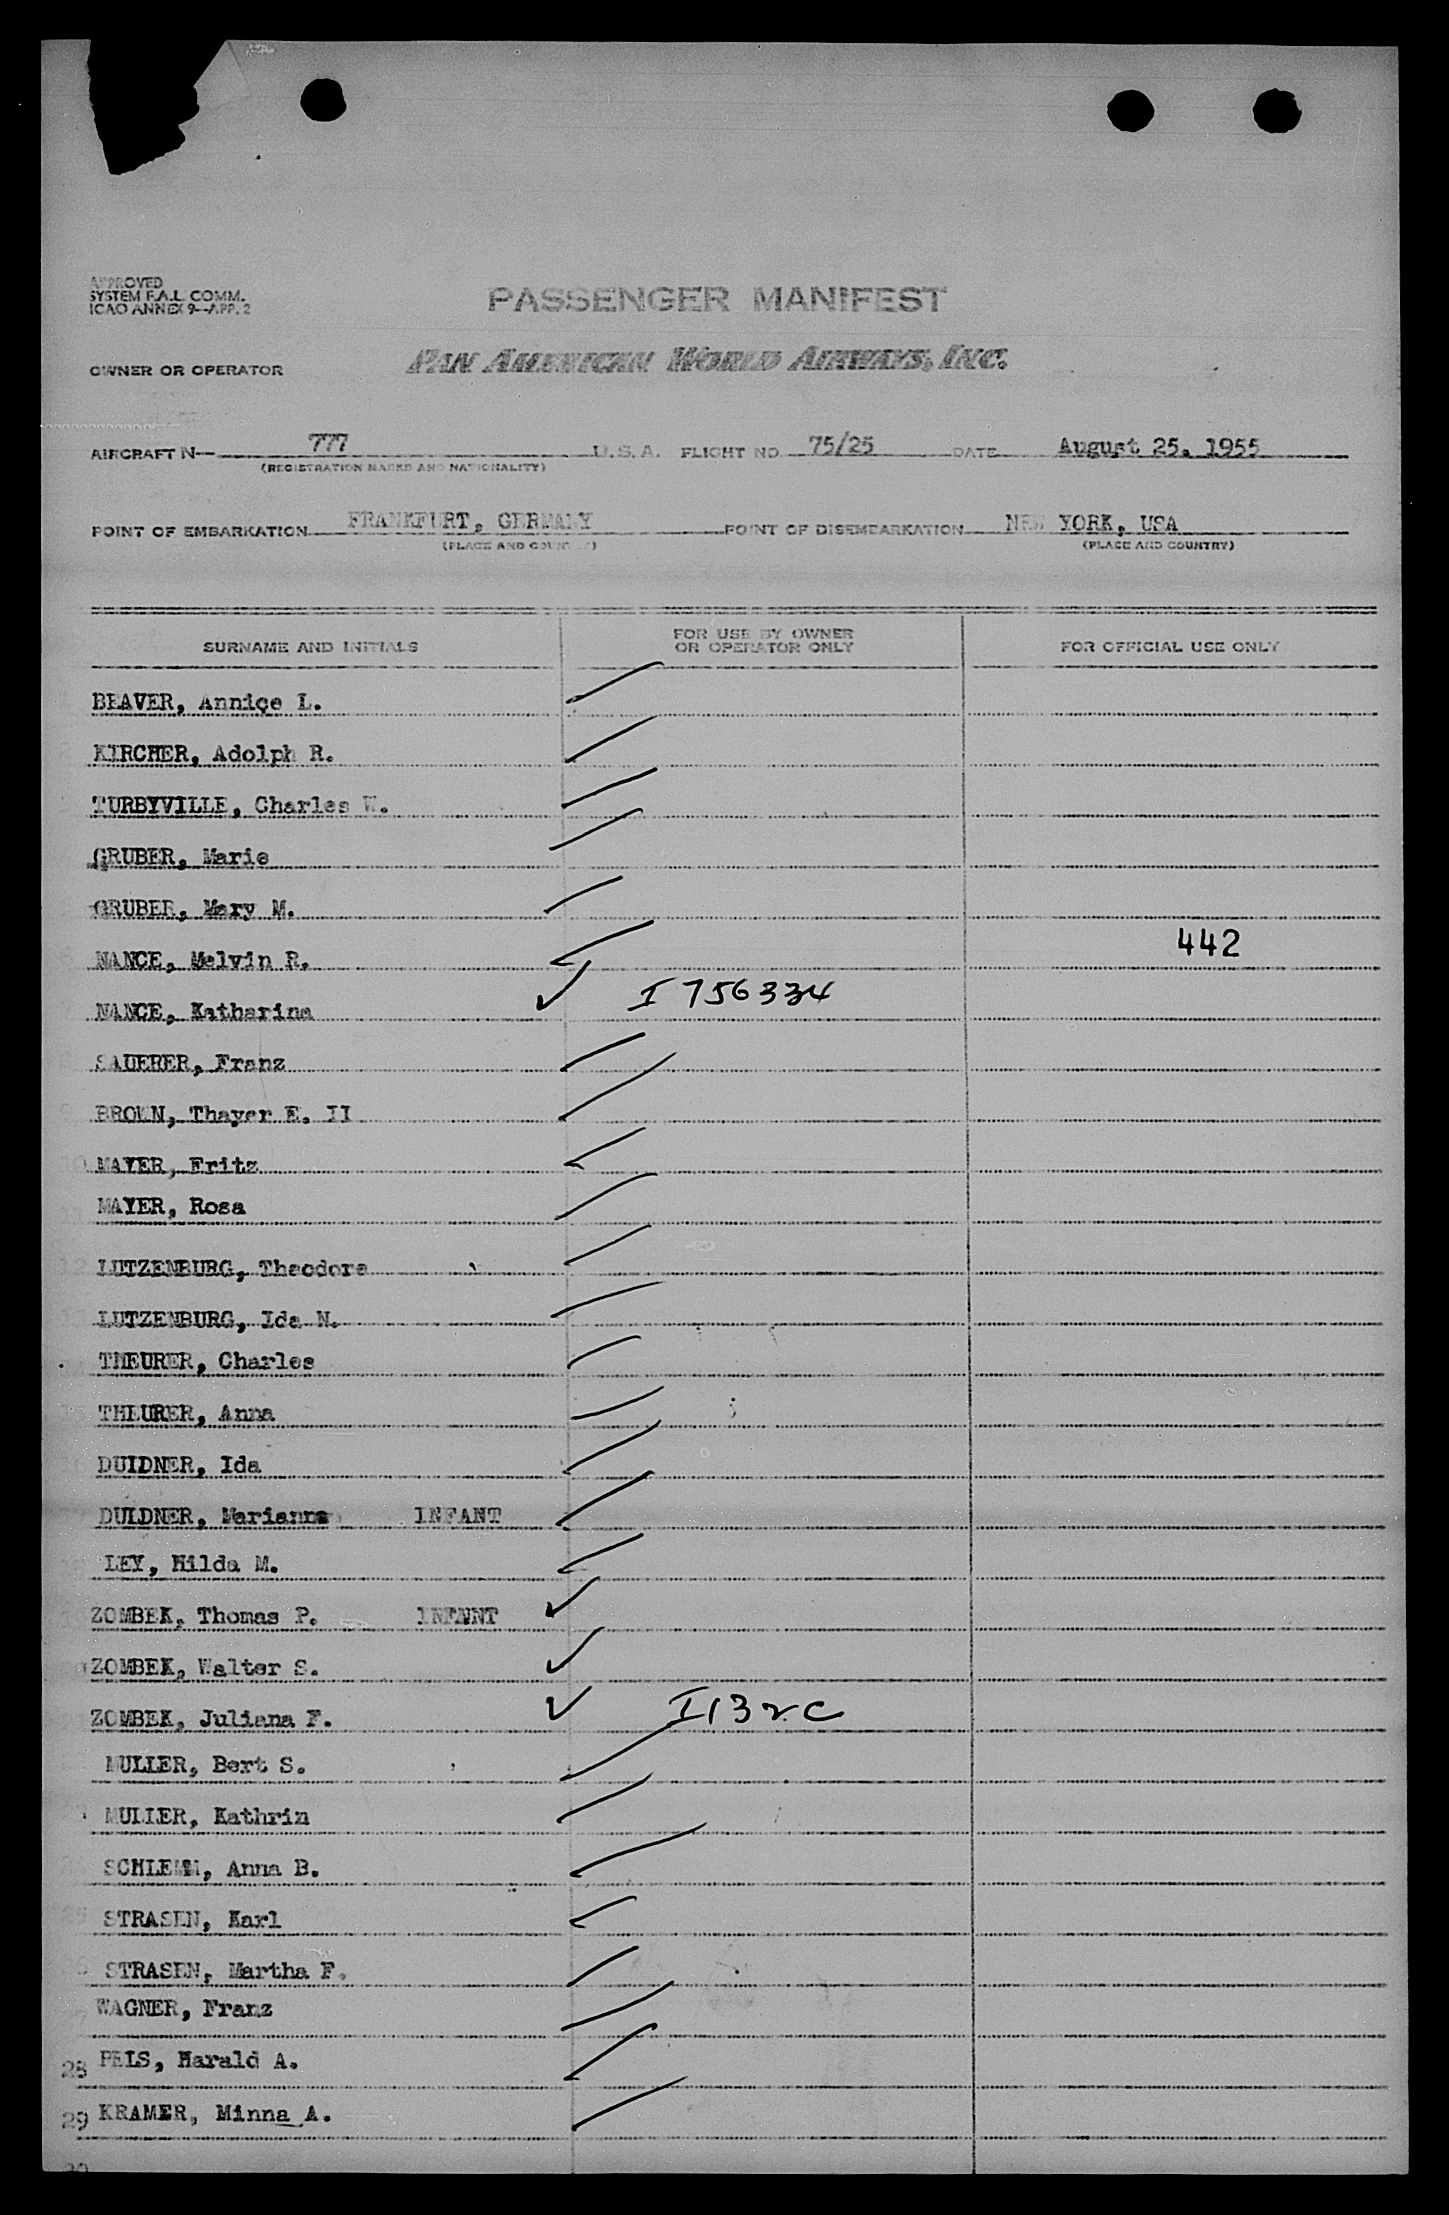 APPROVED
SYSTEM F.A.L. COMM.
ICAO ANNEX 9—APP. 2
PASSENGER MANIFEST
OWNER OR OPERATOR PAN AMERICAN WORLD AIRWAYS, INC.
AIRCRAFT N— 777 U.S.A. FLIGHT NO. 75/25 DATE August 25, 1955
(REGISTRATION MARKS AND NATIONALITY)
POINT OF EMBARKATION FRANKFURT, GERMANY POINT OF DISEMBARKATION NEW YORK, USA
(PLACE AND COUNTRY) (PLACE AND COUNTRY)
SURNAME AND INITIALS FOR USE BY OWNER OR OPERATOR ONLY FOR OFFICIAL USE ONLY
BEAVER, Annice L.
KIRCHER, Adolph R.
TURBYVILLE, Charles W.
GRUBER, Marie
GRUBER, Mary M.
NANCE, Melvin R. 442
NANCE, Katharina ✓ I 756334
SAUERER, Franz
BROWN, Thayer E. II
MAYER, Fritz
MAYER, Rosa
LUTZENBURG, Theodore
LUTZENBURG, Ida N.
THEURER, Charles
THEURER, Anna
DUIDNER, Ida
DULDNER, Marianna INFANT
LEY, Hilda M.
ZOMBEK, Thomas P. INFANT ✓
ZOMBEK, Walter S. ✓
ZOMBEK, Juliana F. ✓ I132C
MULLER, Bert S.
MULLER, Kathrin
SCHLEMM, Anna B.
STRASEN, Karl
STRASEN, Martha F.
WAGNER, Franz
28 PELS, Harald A.
29 KRAMER, Minna A.